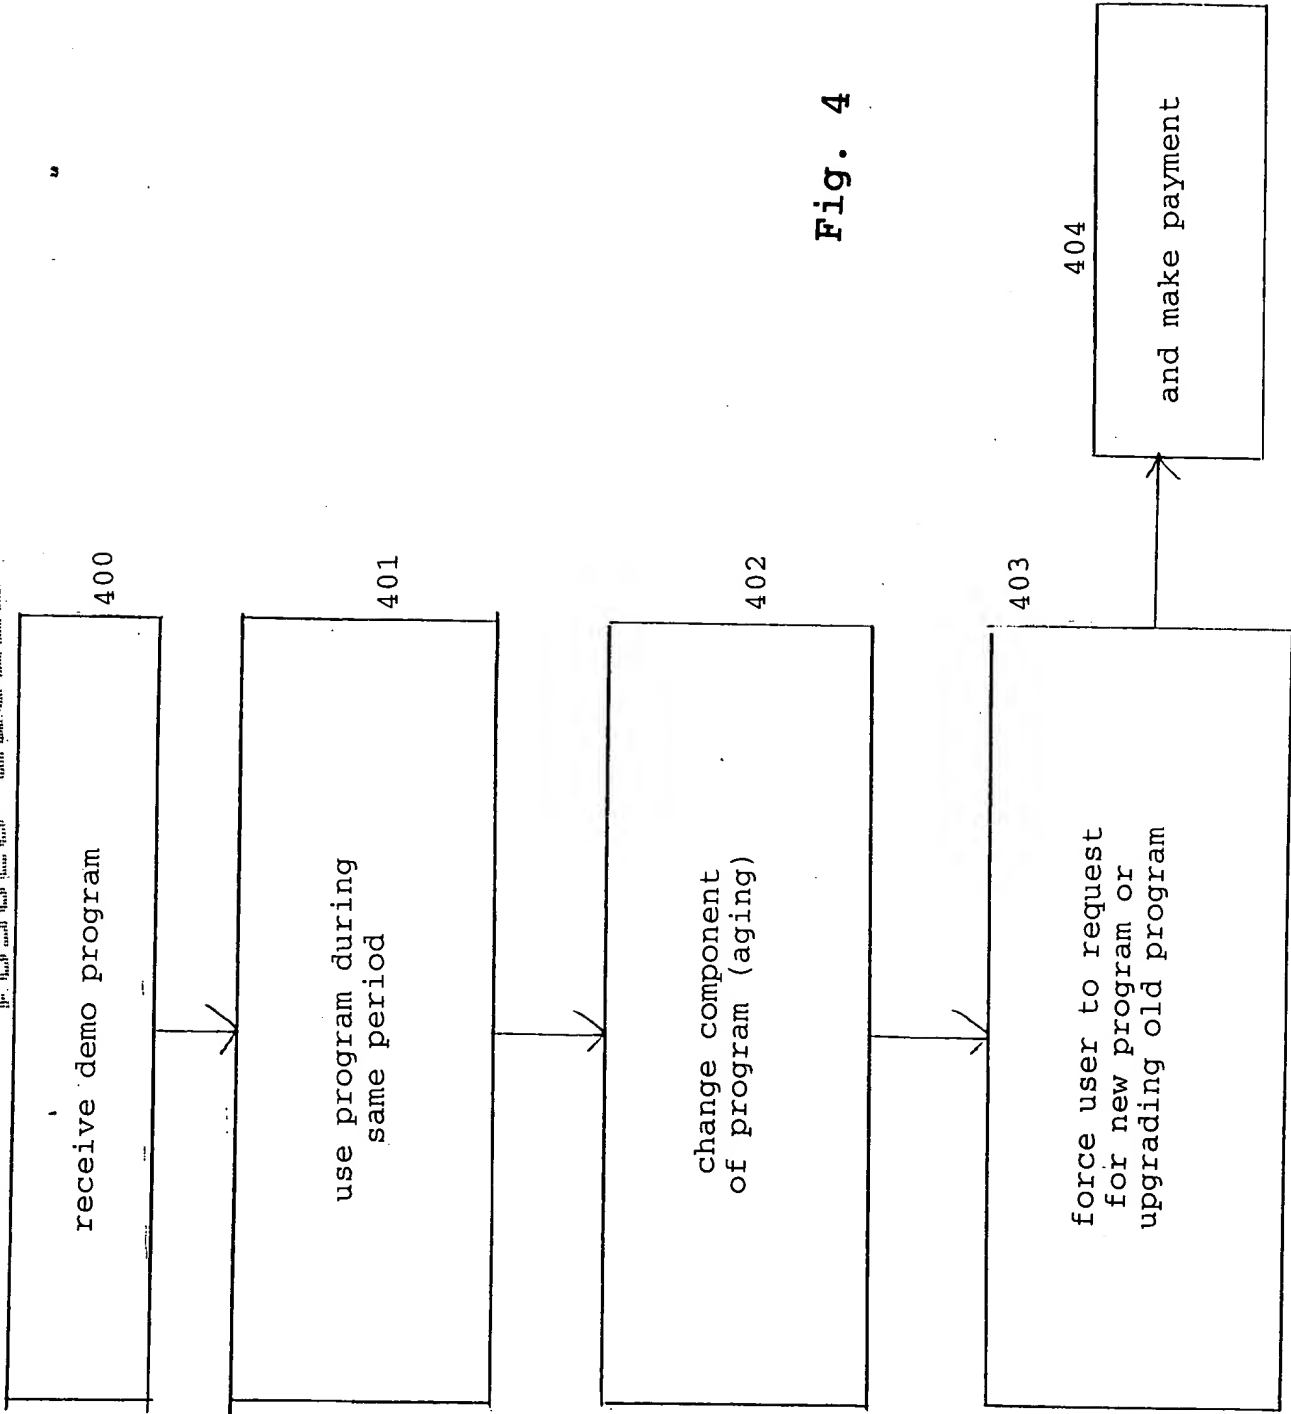 receive demo program
400
use program during
same period
401
change component
of program (aging)
402
force user to request
for new program or
upgrading old program
403
and make payment
404
Fig. 4